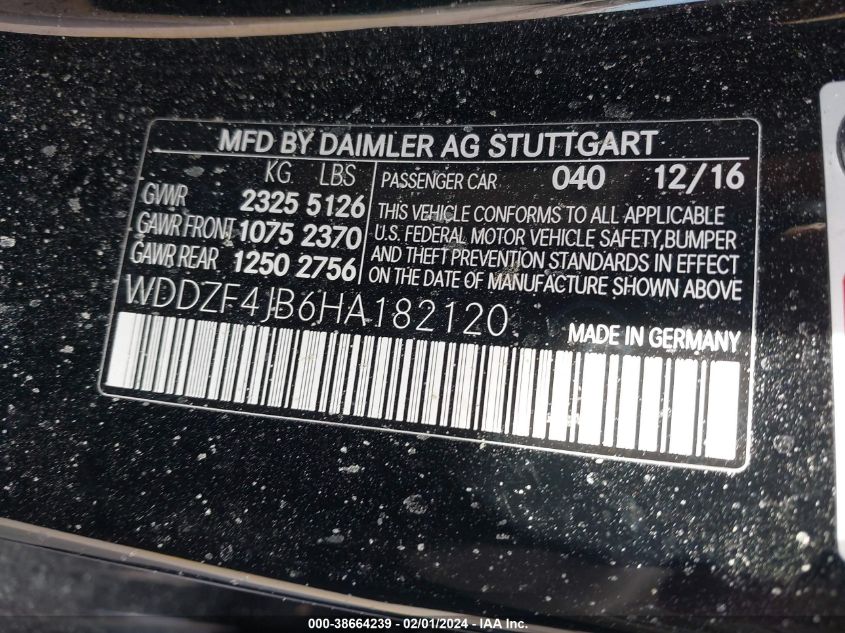 MFD BY DAIMLER AG STUTTGART
KG LBS
GVWR 2325 5126
GAWR FRONT 1075 2370
GAWR REAR 1250 2756
PASSENGER CAR 040 12/16
THIS VEHICLE CONFORMS TO ALL APPLICABLE
U.S. FEDERAL MOTOR VEHICLE SAFETY, BUMPER
AND THEFT PREVENTION STANDARDS IN EFFECT
ON THE DATE OF MANUFACTURE SHOWN ABOVE
WDDZF4JB6HA182120
MADE IN GERMANY
000-38664239 - 02/01/2024 - IAA Inc.